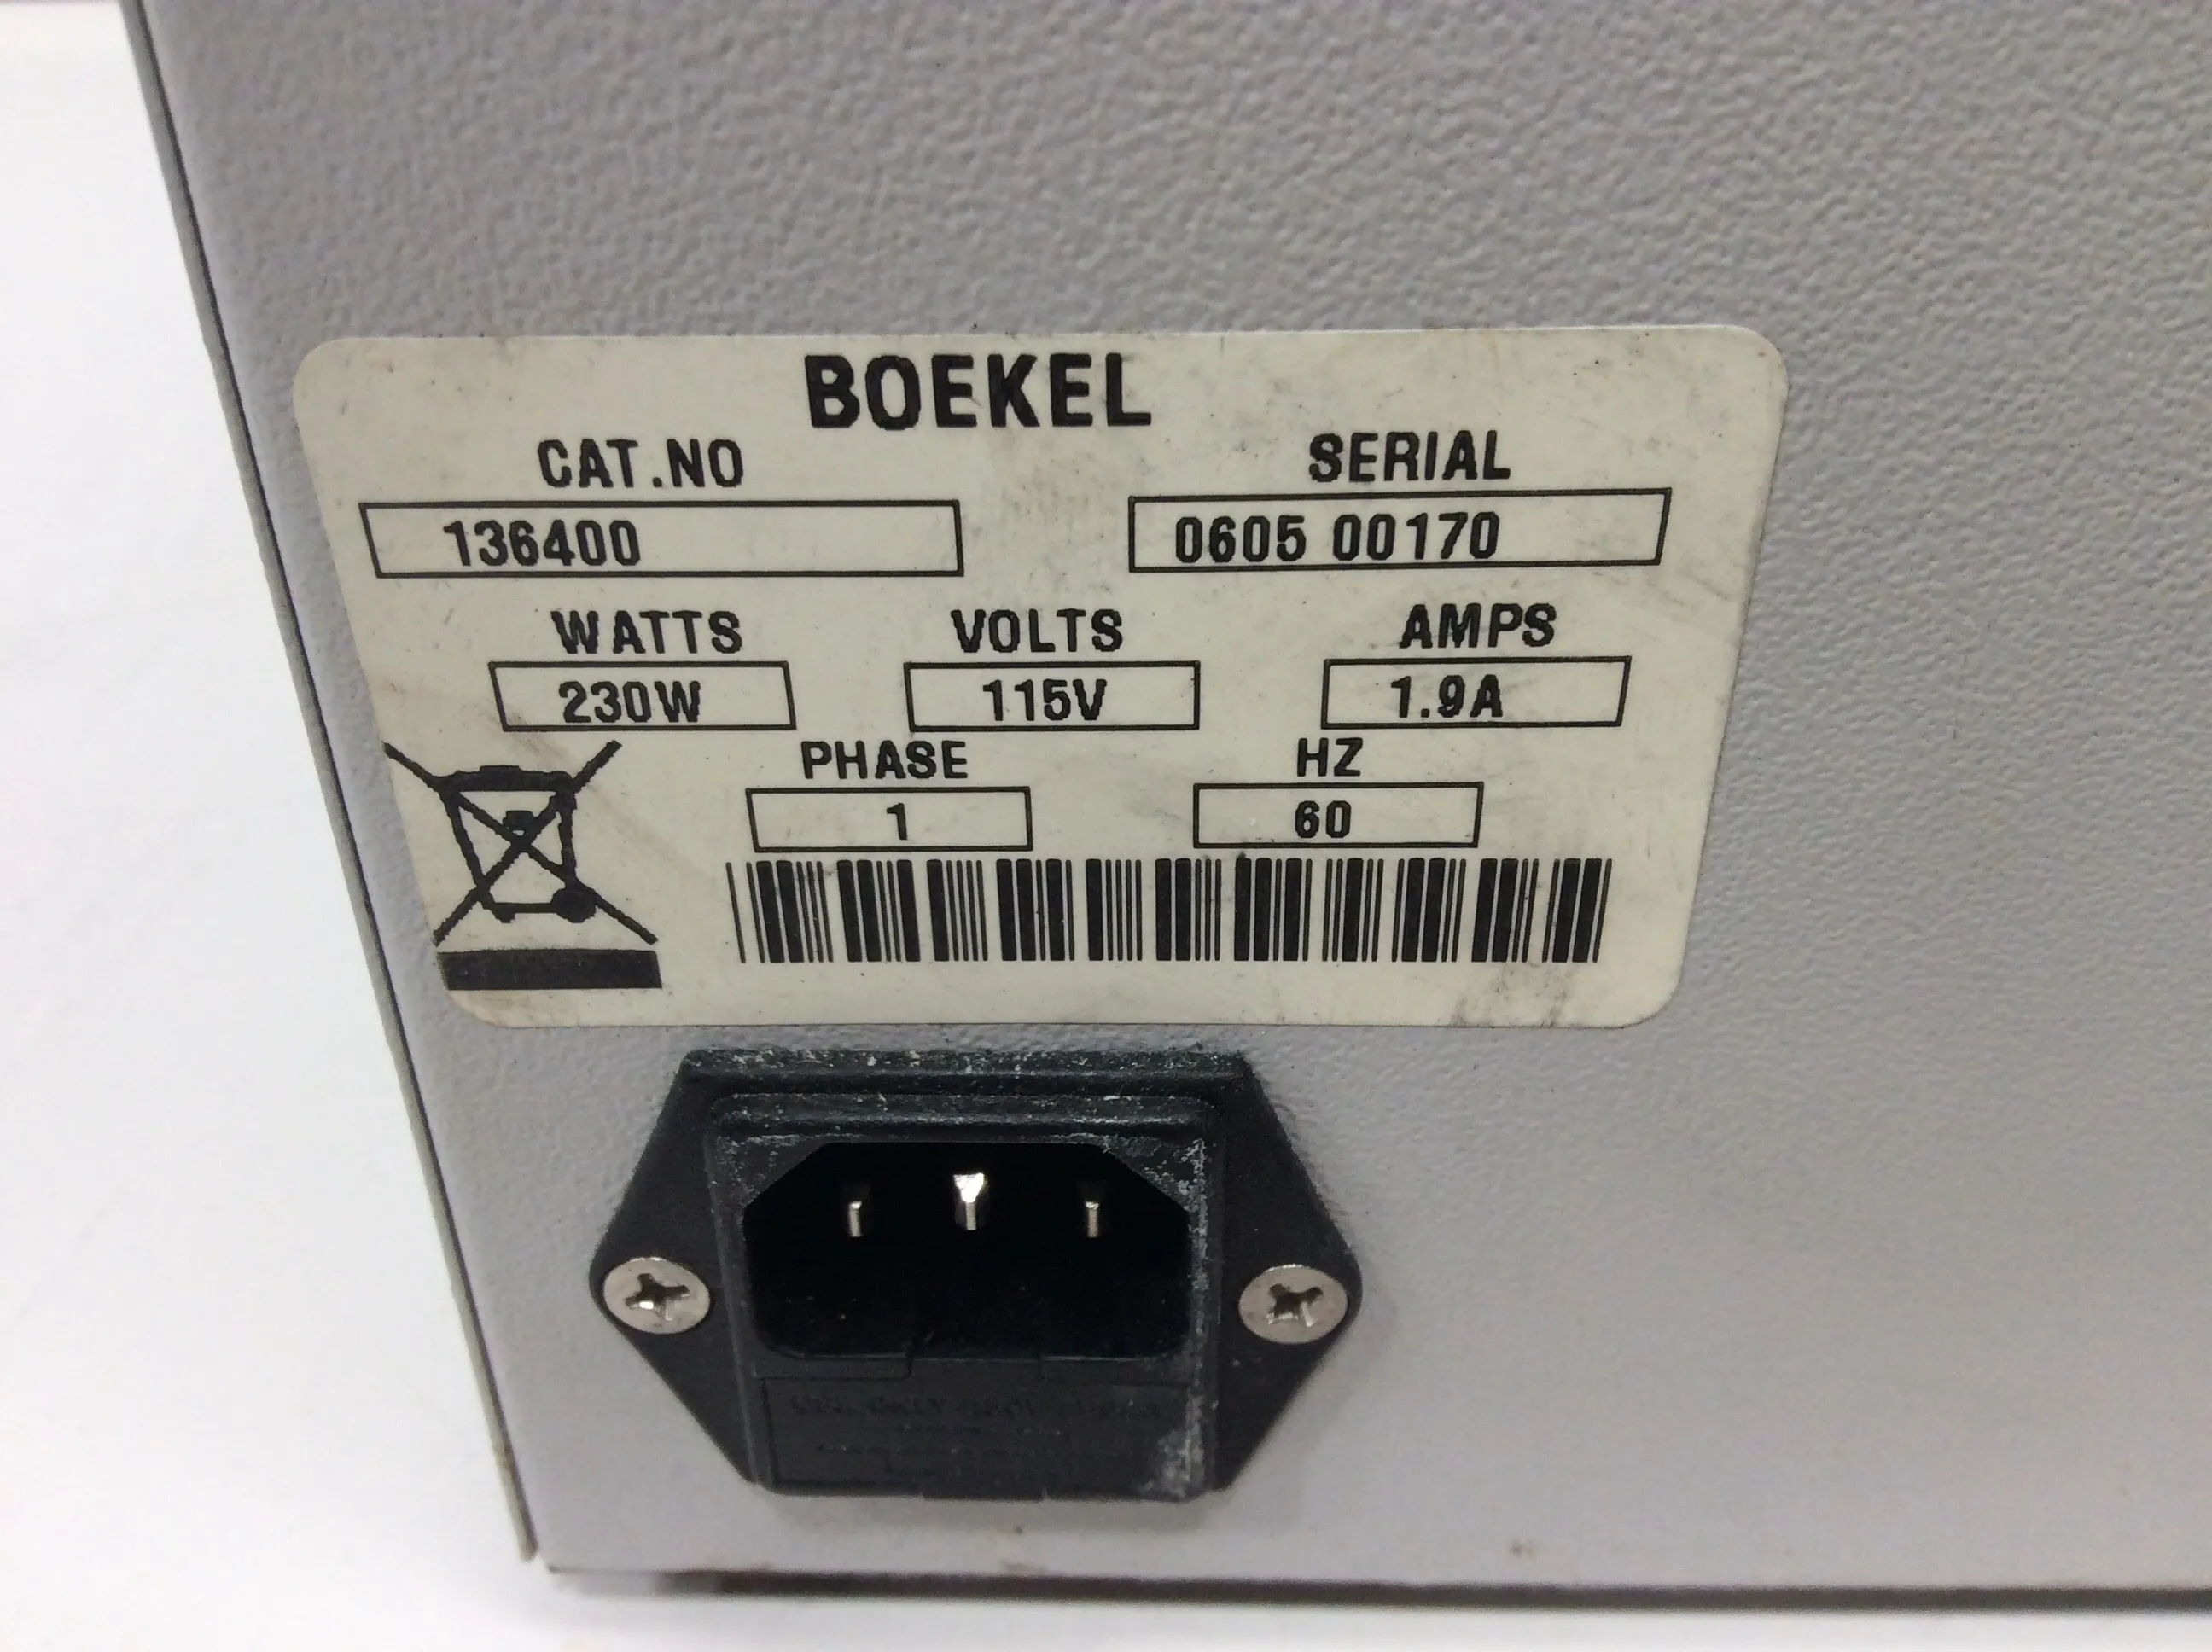 BOEKEL
CAT.NO SERIAL
136400 0605 00170
WATTS VOLTS AMPS
230W 115V 1.9A
PHASE HZ
1 60